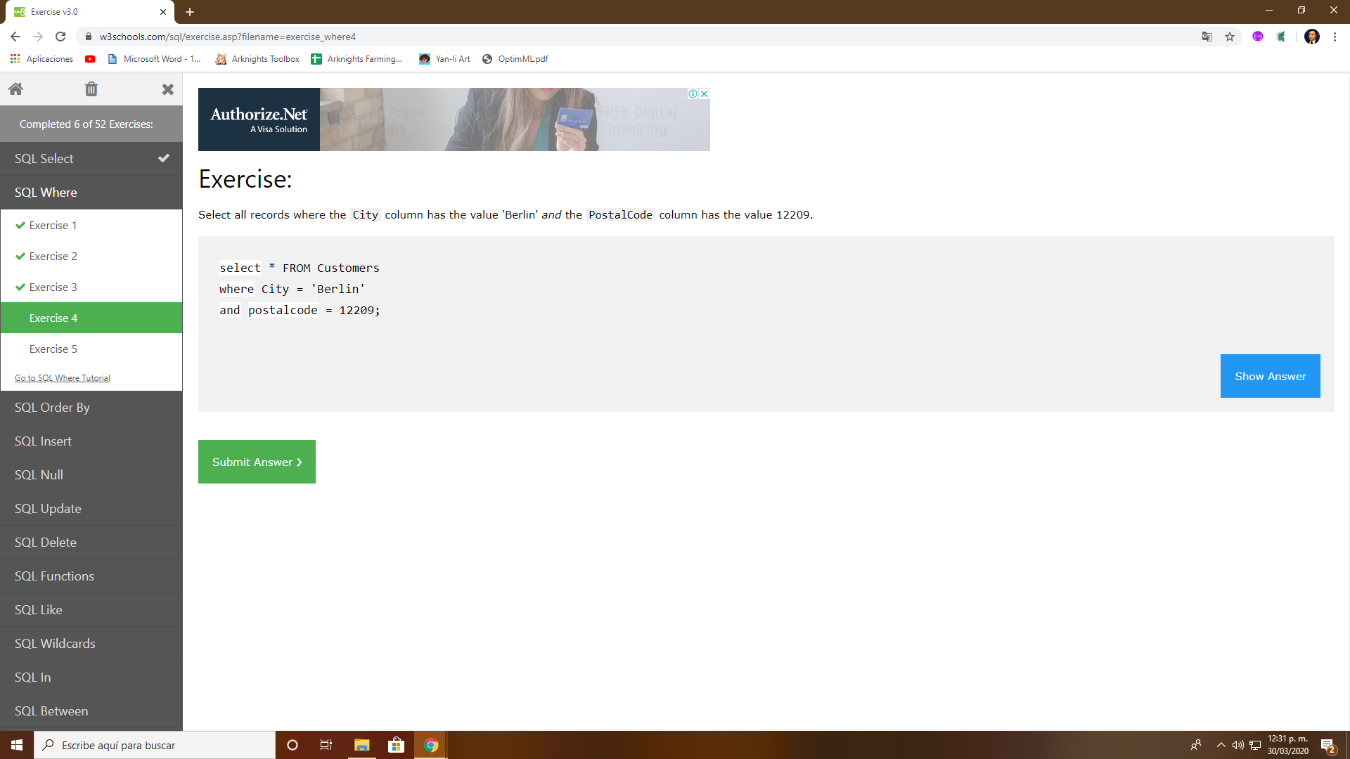 Exercise v3.0
w3schools.com/sql/exercise.asp?filename=exercise_where4
Aplicaciones
Microsoft Word - 1...
Arknights Toolbox
Arknights Farming...
Yan-li Art
OptimML.pdf
Completed 6 of 52 Exercises:
SQL Select
SQL Where
Exercise 1
Exercise 2
Exercise 3
Exercise 4
Exercise 5
Go to SQL Where Tutorial
SQL Order By
SQL Insert
SQL Null
SQL Update
SQL Delete
SQL Functions
SQL Like
SQL Wildcards
SQL In
SQL Between
Authorize.Net
A Visa Solution
FREE Digital
Invoicing
Exercise:
Select all records where the City column has the value 'Berlin' and the PostalCode column has the value 12209.
select * FROM Customers
where City = 'Berlin'
and postalcode = 12209;
Show Answer
Submit Answer ❯
Escribe aquí para buscar
12:31 p. m.
30/03/2020
2